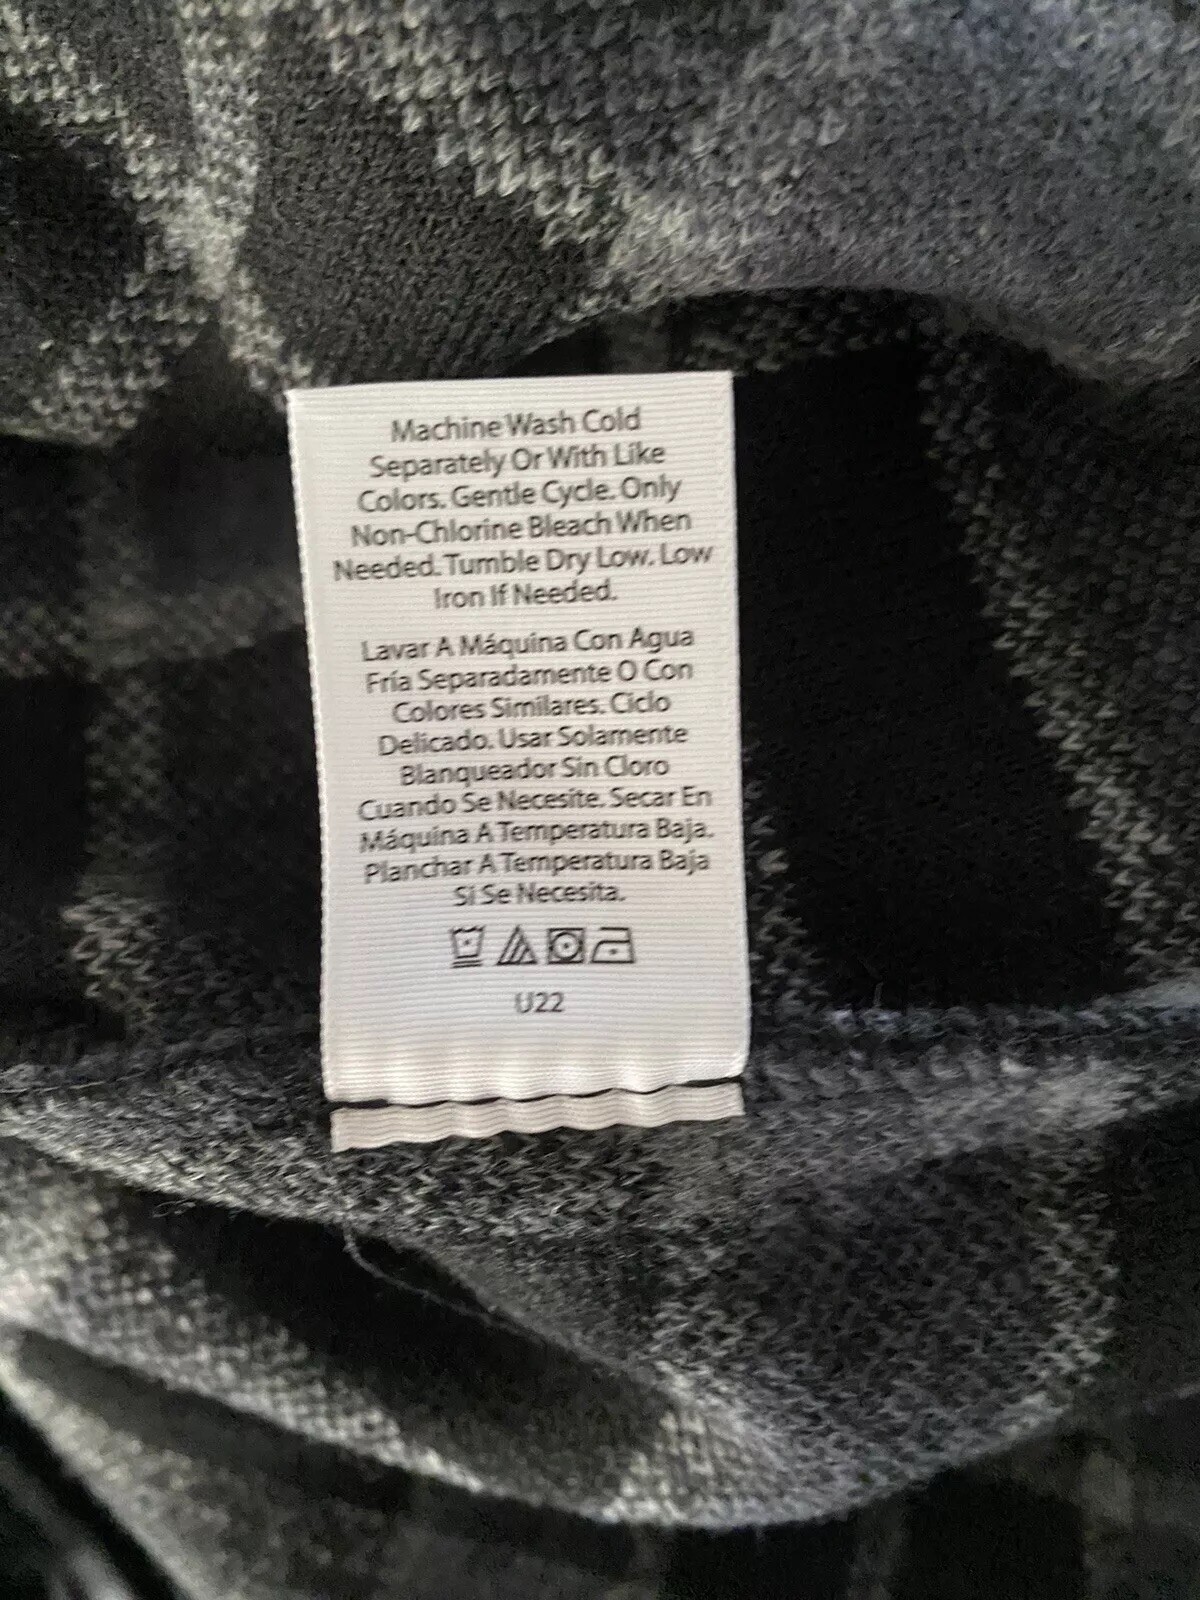 Machine Wash Cold
Separately Or With Like
Colors. Gentle Cycle. Only
Non-Chlorine Bleach When
Needed. Tumble Dry Low. Low
Iron If Needed.
Lavar A Máquina Con Agua
Fría Separadamente O Con
Colores Similares. Ciclo
Delicado. Usar Solamente
Blanqueador Sin Cloro
Cuando Se Necesite. Secar En
Máquina A Temperatura Baja.
Planchar A Temperatura Baja
Si Se Necesita.
U22